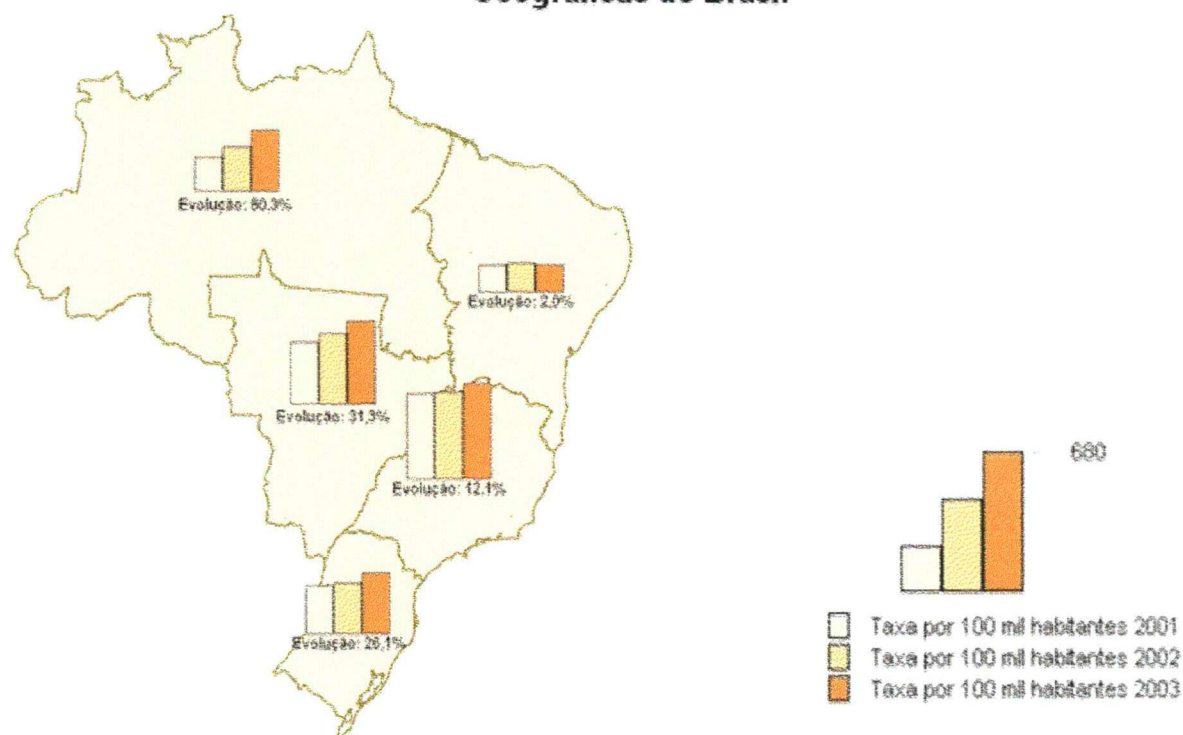 Geográficas do Brasil
Evolução: 80,3%
Evolução: 2,0%
Evolução: 31,3%
Evolução: 12,1%
Evolução: 26,1%
680
Taxa por 100 mil habitantes 2001
Taxa por 100 mil habitantes 2002
Taxa por 100 mil habitantes 2003